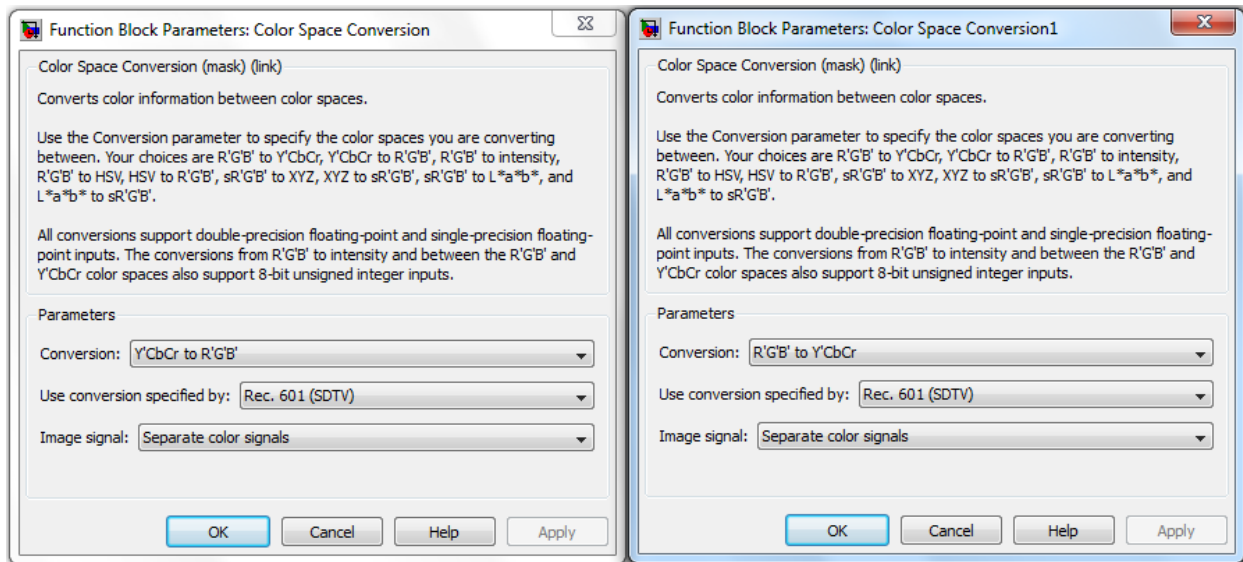 Function Block Parameters: Color Space Conversion
Color Space Conversion (mask) (link)
Converts color information between color spaces.
Use the Conversion parameter to specify the color spaces you are converting
between. Your choices are R'G'B' to Y'CbCr, Y'CbCr to R'G'B', R'G'B' to intensity,
R'G'B' to HSV, HSV to R'G'B', sR'G'B' to XYZ, XYZ to sR'G'B', sR'G'B' to L*a*b*, and
L*a*b* to sR'G'B'.
All conversions support double-precision floating-point and single-precision floating-
point inputs. The conversions from R'G'B' to intensity and between the R'G'B' and
Y'CbCr color spaces also support 8-bit unsigned integer inputs.
Parameters
Conversion: Y'CbCr to R'G'B'
Use conversion specified by: Rec. 601 (SDTV)
Image signal: Separate color signals
OK Cancel Help Apply
Function Block Parameters: Color Space Conversion1
Color Space Conversion (mask) (link)
Converts color information between color spaces.
Use the Conversion parameter to specify the color spaces you are converting
between. Your choices are R'G'B' to Y'CbCr, Y'CbCr to R'G'B', R'G'B' to intensity,
R'G'B' to HSV, HSV to R'G'B', sR'G'B' to XYZ, XYZ to sR'G'B', sR'G'B' to L*a*b*, and
L*a*b* to sR'G'B'.
All conversions support double-precision floating-point and single-precision floating-
point inputs. The conversions from R'G'B' to intensity and between the R'G'B' and
Y'CbCr color spaces also support 8-bit unsigned integer inputs.
Parameters
Conversion: R'G'B' to Y'CbCr
Use conversion specified by: Rec. 601 (SDTV)
Image signal: Separate color signals
OK Cancel Help Apply